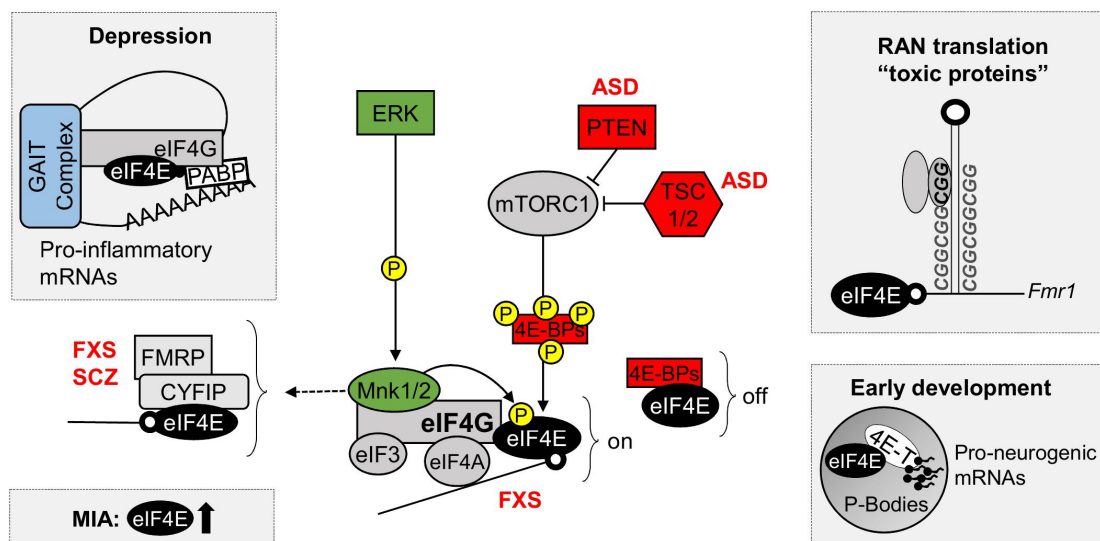 Depression
GAIT
Complex
eIF4G
eIF4E
PABP
AAAAAAAAA
Pro-inflammatory
mRNAs
FXS
SCZ
FMRP
CYFIP
eIF4E
MIA: eIF4E
ERK
P
Mnk1/2
eIF4G
eIF3
eIF4A
P
eIF4E
on
FXS
ASD
PTEN
mTORC1
TSC
1/2
ASD
P
P
P
4E-BPs
P
4E-BPs
eIF4E
off
RAN translation
“toxic proteins”
CGGCGGCGG
CGGCGGCGG
eIF4E
Fmr1
Early development
4E-T
eIF4E
P-Bodies
Pro-neurogenic
mRNAs